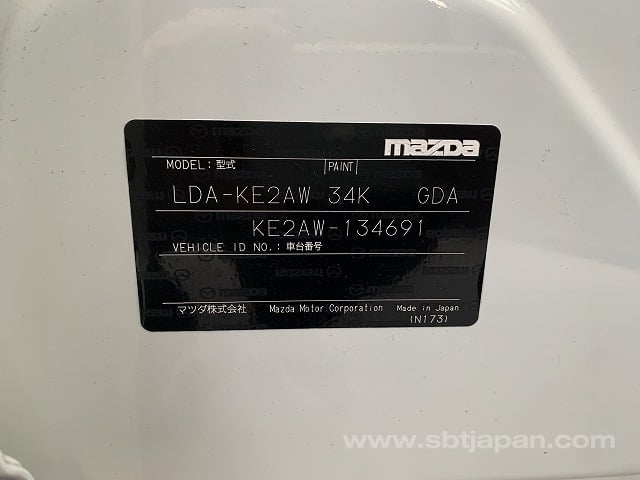 mazda
MODEL：型式 PAINT
LDA-KE2AW 34K GDA
KE2AW-134691
VEHICLE ID NO.：車台番号
マツダ株式会社 Mazda Motor Corporation Made in Japan
(N173)
www.sbtjapan.com